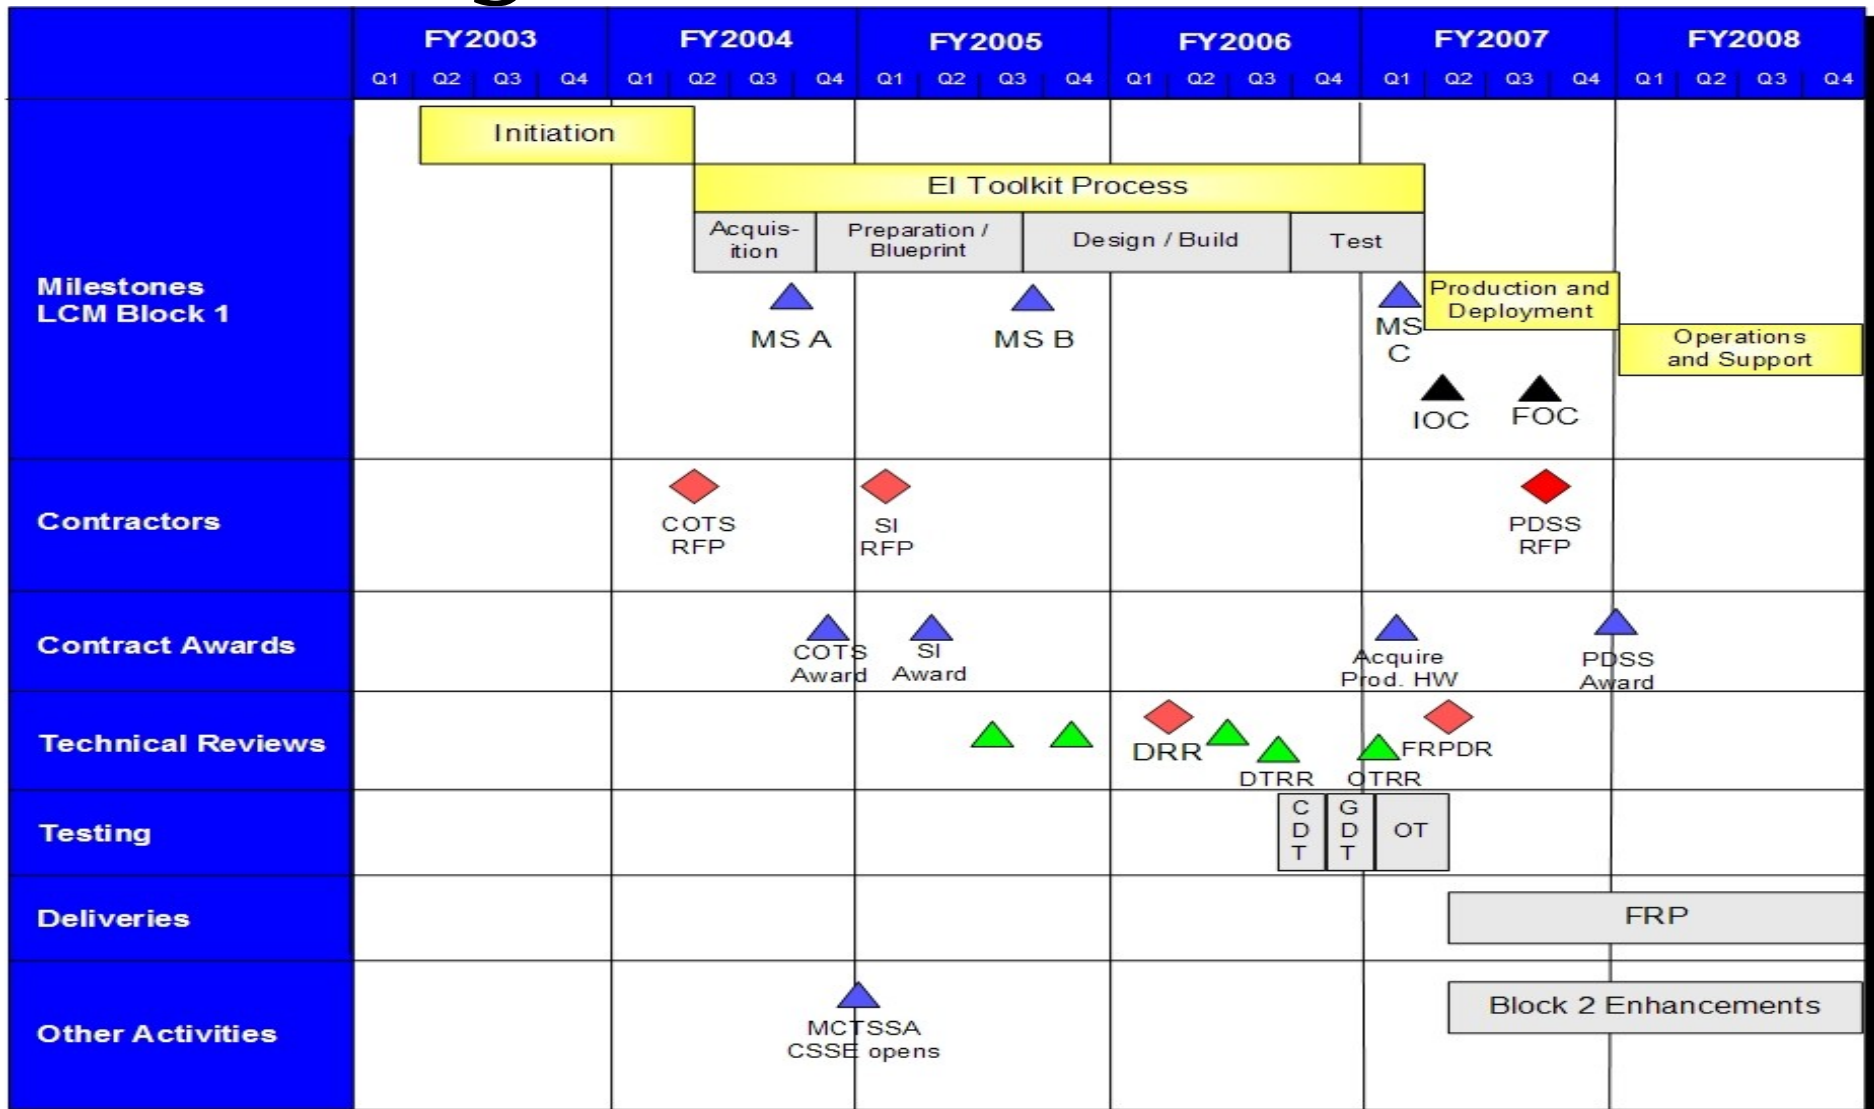 FY2003 FY2004 FY2005 FY2006 FY2007 FY2008
Q1 Q2 Q3 Q4 Q1 Q2 Q3 Q4 Q1 Q2 Q3 Q4 Q1 Q2 Q3 Q4 Q1 Q2 Q3 Q4 Q1 Q2 Q3 Q4
Milestones
LCM Block 1
Initiation
EI Toolkit Process
Acquis-
ition
Preparation /
Blueprint
Design / Build
Test
MS A
MS B
MS
C
Production and
Deployment
Operations
and Support
IOC
FOC
Contractors
COTS
RFP
SI
RFP
PDSS
RFP
Contract Awards
COTS
Award
SI
Award
Acquire
Prod. HW
PDSS
Award
Technical Reviews
DRR
DTRR
OTRR
FRPDR
Testing
C
D
T
G
D
T
OT
Deliveries
FRP
Other Activities
MCTSSA
CSSE opens
Block 2 Enhancements